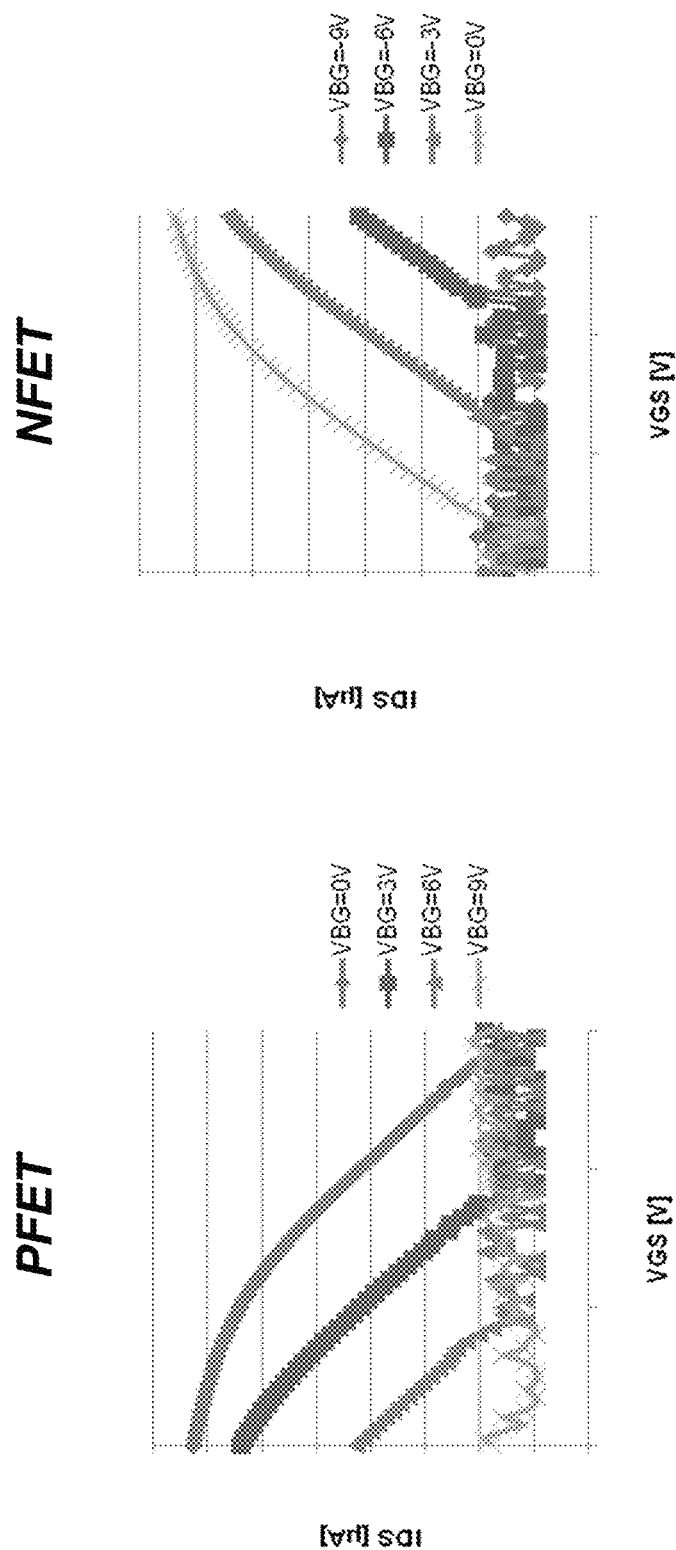 PFET
IDS [µA]
VBG=0V
VBG=3V
VBG=6V
VBG=9V
VGS [V]
NFET
IDS [µA]
VBG=-9V
VBG=-6V
VBG=-3V
VBG=0V
VGS [V]